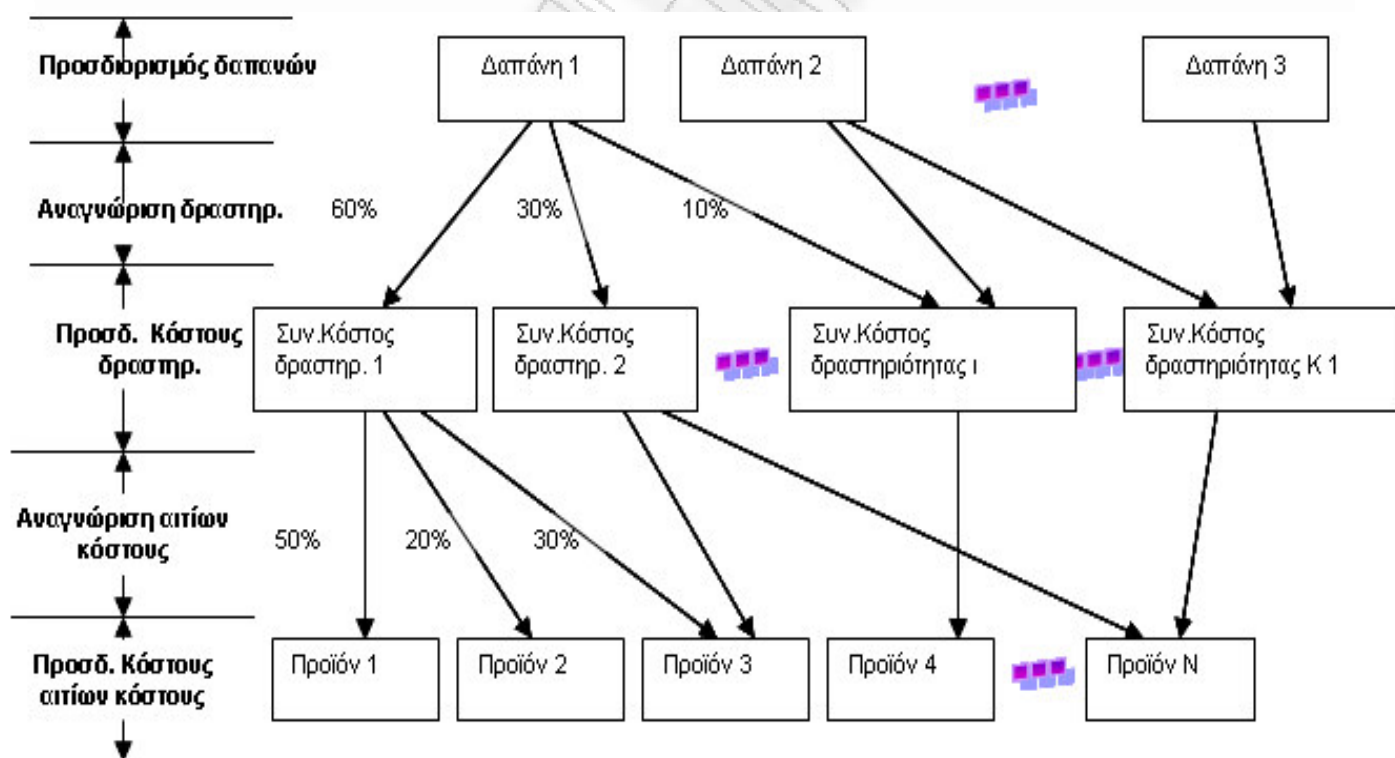 Προσδιορισμός δαπανών
Δαπάνη 1
Δαπάνη 2
Δαπάνη 3
Αναγνώριση δραστηρ.
60%
30%
10%
Προσδ. Κόστους
δραστηρ.
Συν.Κόστος
δραστηρ. 1
Συν.Κόστος
δραστηρ. 2
Συν.Κόστος
δραστηριότητας ι
Συν.Κόστος
δραστηριότητας Κ 1
Αναγνώριση αιτίων
κόστους
50%
20%
30%
Προσδ. Κόστους
αιτίων κόστους
Προϊόν 1
Προϊόν 2
Προϊόν 3
Προϊόν 4
Προϊόν Ν